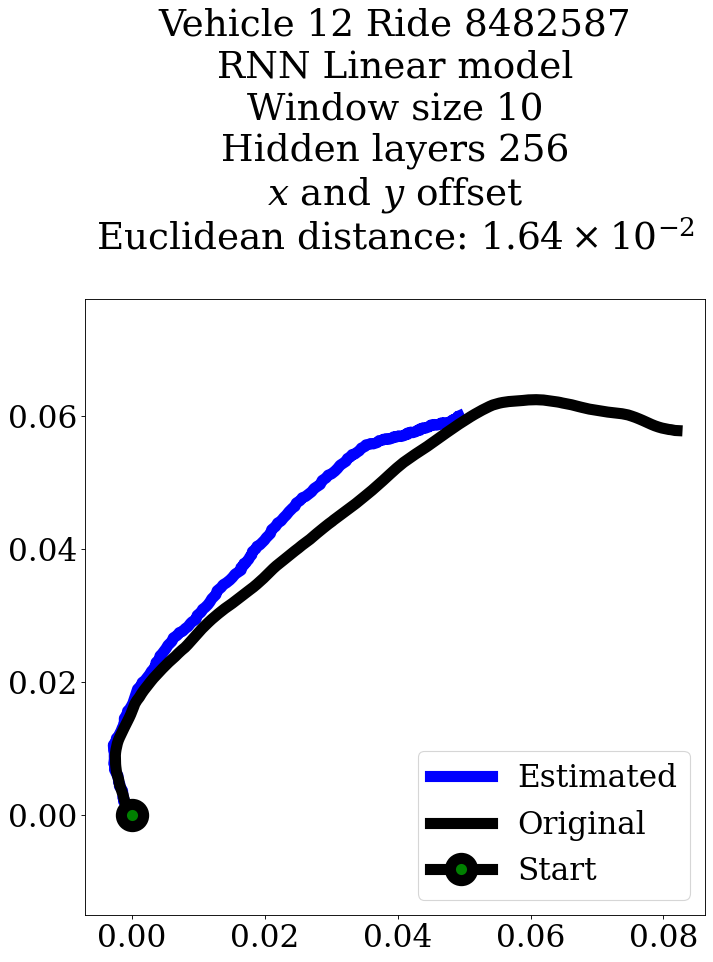 Vehicle 12 Ride 8482587
RNN Linear model
Window size 10
Hidden layers 256
x and y offset
Euclidean distance: 1.64 × 10⁻²
0.06
0.04
0.02
0.00
Estimated
Original
Start
0.00 0.02 0.04 0.06 0.08